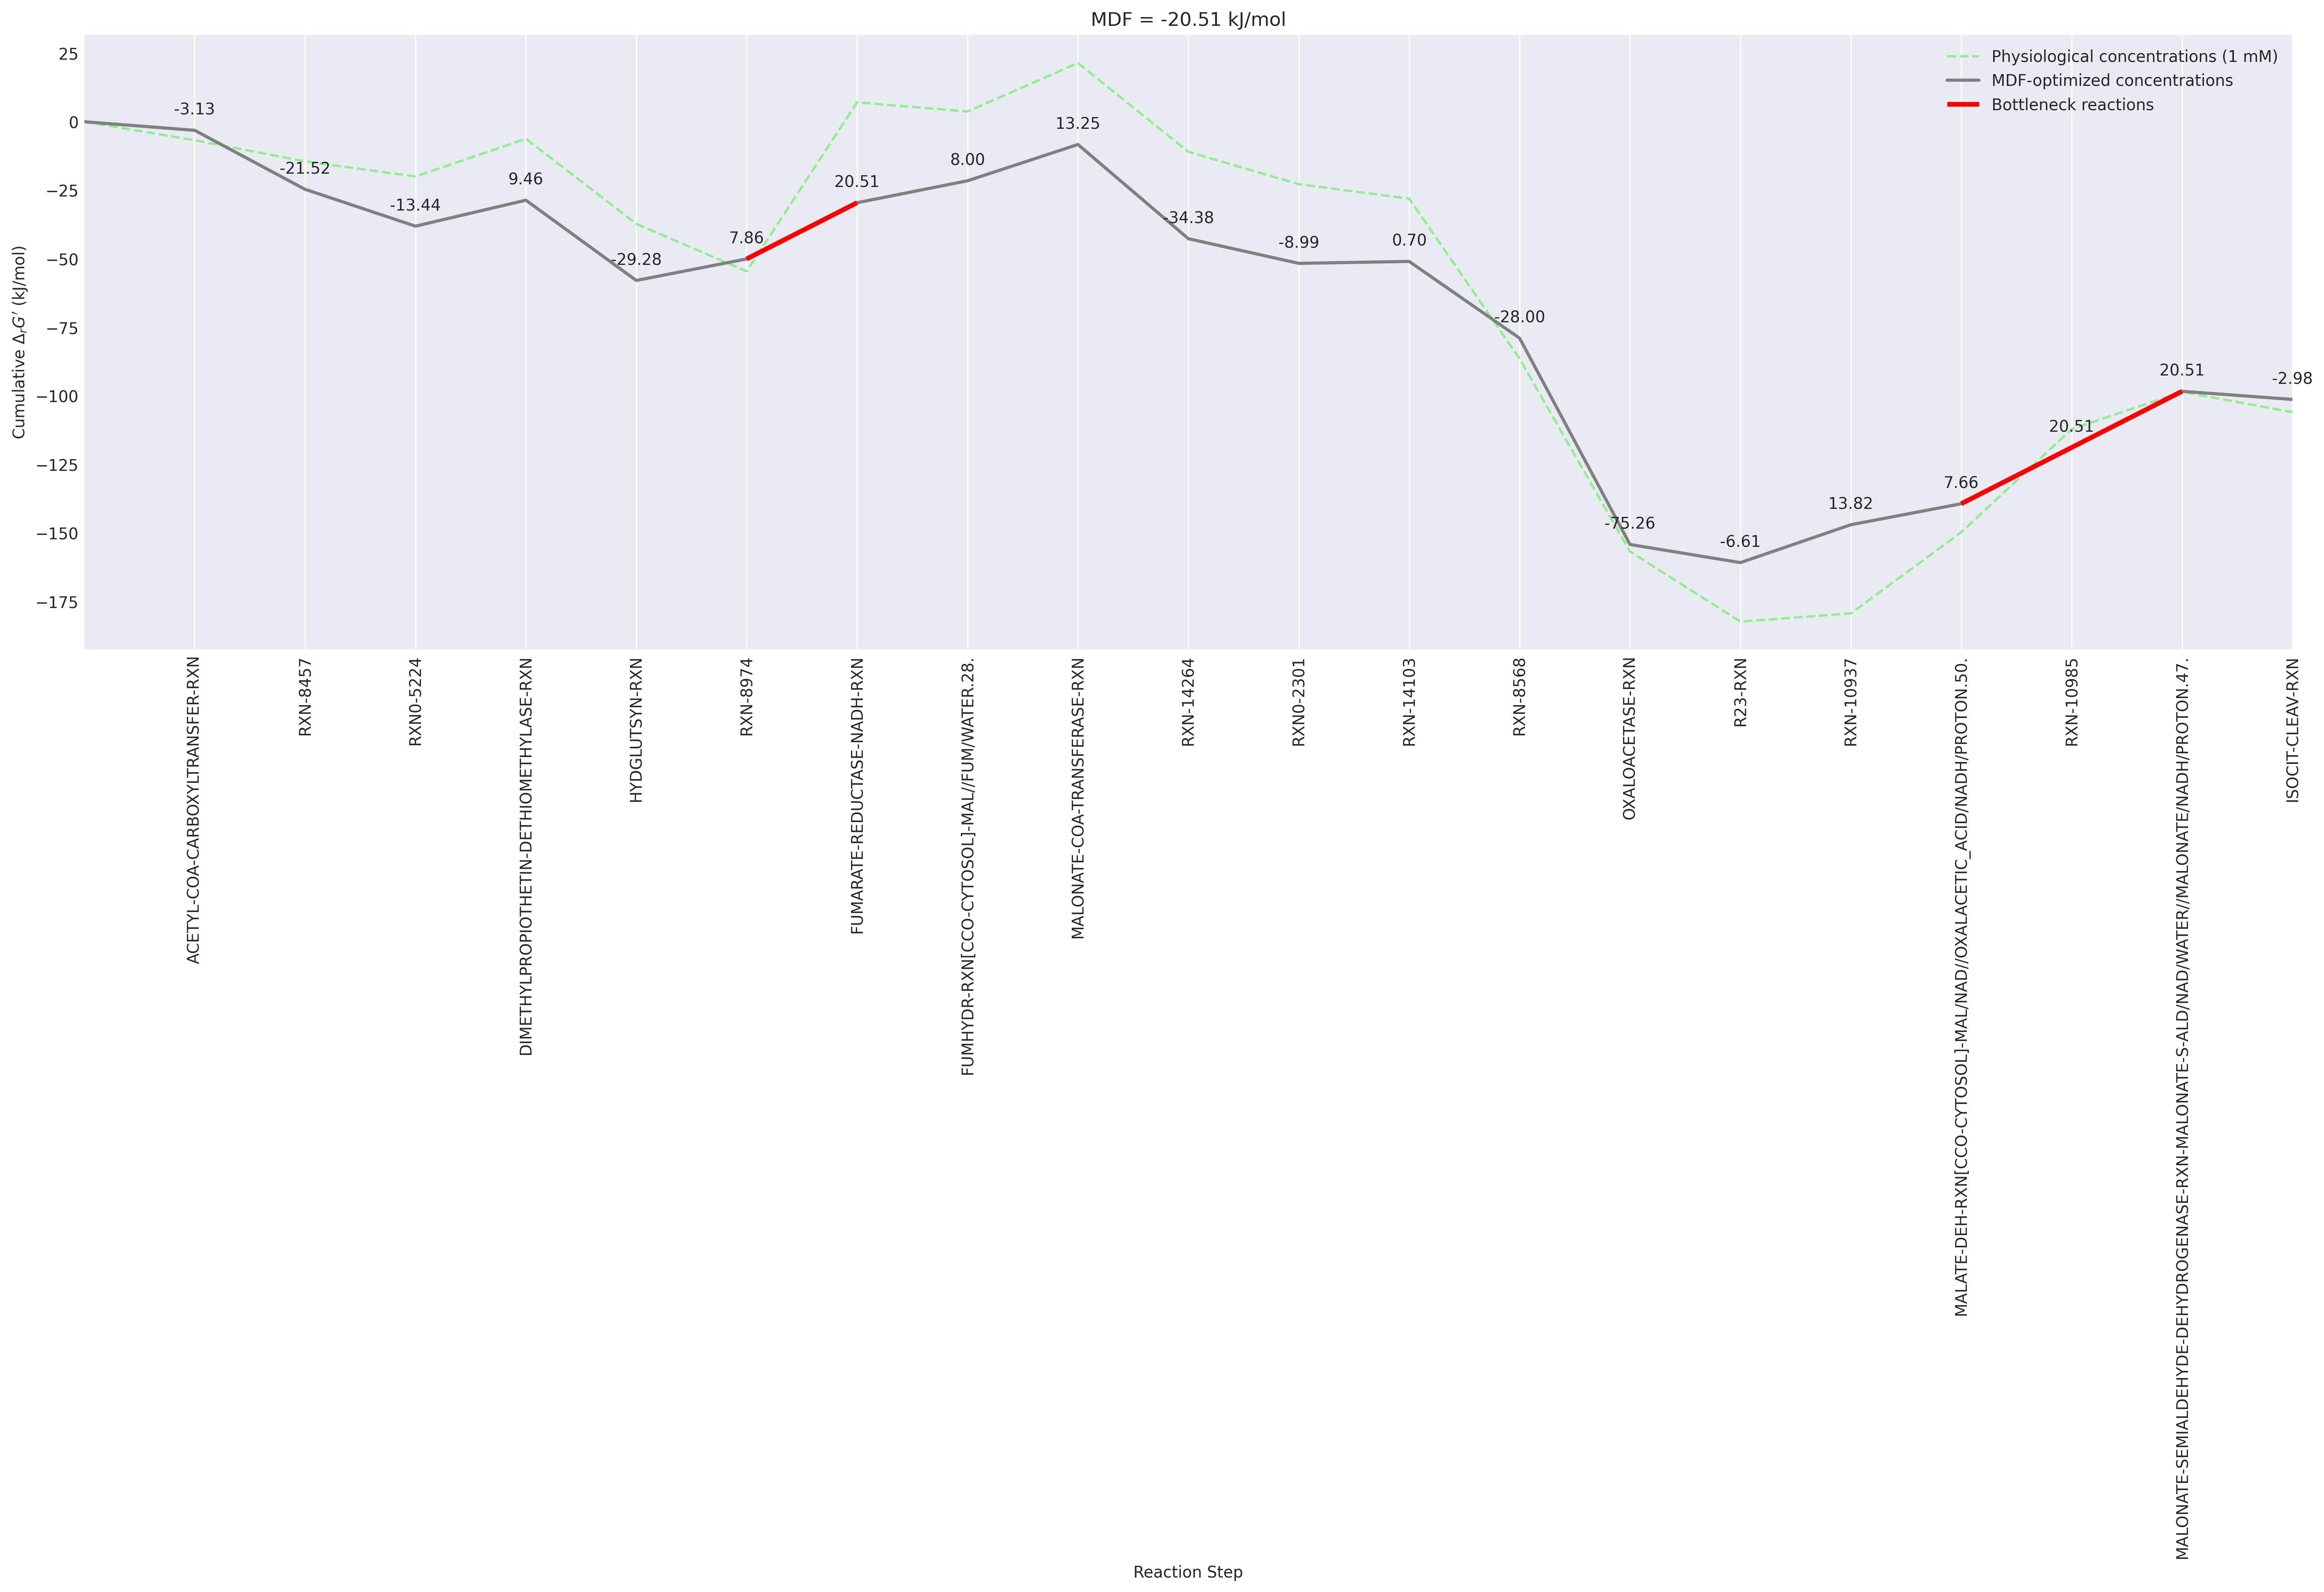 MDF = -20.51 kJ/mol
Physiological concentrations (1 mM)
MDF-optimized concentrations
Bottleneck reactions
Cumulative ΔrG′ (kJ/mol)
25
0
−25
−50
−75
−100
−125
−150
−175
-3.13
-21.52
-13.44
9.46
-29.28
7.86
20.51
8.00
13.25
-34.38
-8.99
0.70
-28.00
-75.26
-6.61
13.82
7.66
20.51
20.51
-2.98
ACETYL-COA-CARBOXYLTRANSFER-RXN
RXN-8457
RXN0-5224
DIMETHYLPROPIOTHETIN-DETHIOMETHYLASE-RXN
HYDGLUTSYN-RXN
RXN-8974
FUMARATE-REDUCTASE-NADH-RXN
FUMHYDR-RXN[CCO-CYTOSOL]-MAL//FUM/WATER.28.
MALONATE-COA-TRANSFERASE-RXN
RXN-14264
RXN0-2301
RXN-14103
RXN-8568
OXALOACETASE-RXN
R23-RXN
RXN-10937
MALATE-DEH-RXN[CCO-CYTOSOL]-MAL/NAD//OXALACETIC_ACID/NADH/PROTON.50.
RXN-10985
MALONATE-SEMIALDEHYDE-DEHYDROGENASE-RXN-MALONATE-S-ALD/NAD/WATER//MALONATE/NADH/PROTON.47.
ISOCIT-CLEAV-RXN
Reaction Step